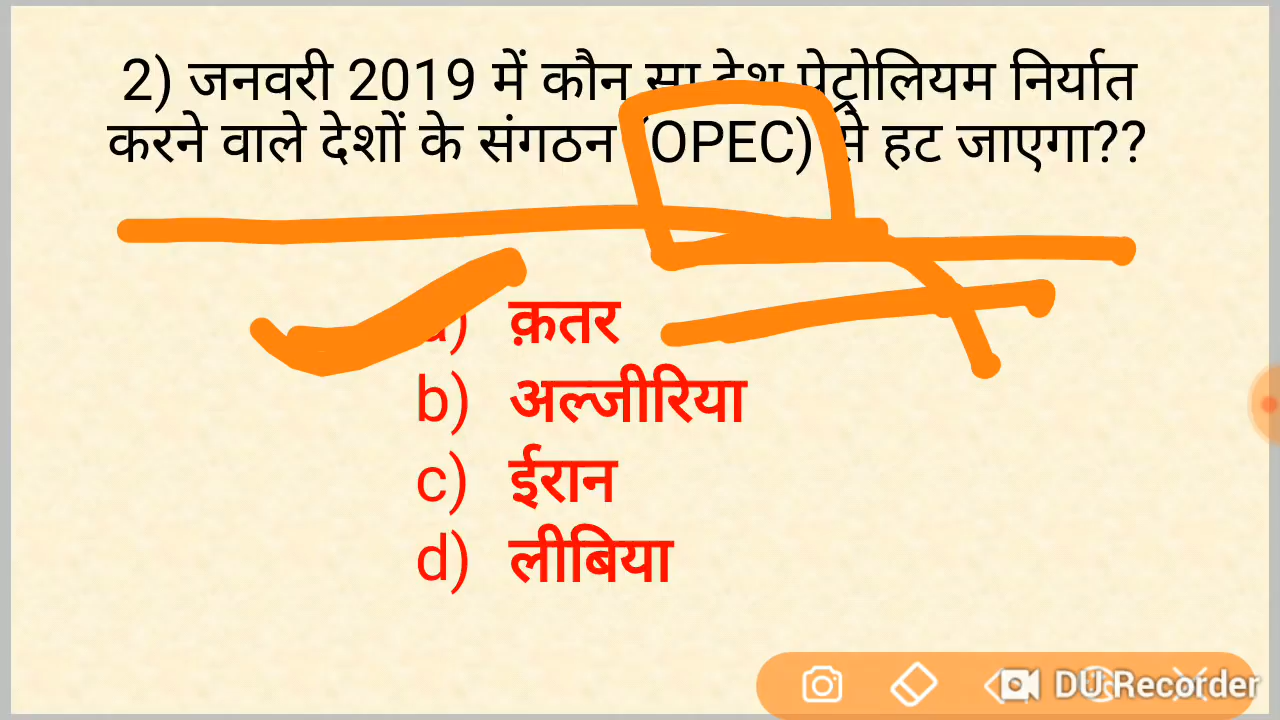 2) जनवरी 2019 में कौन सा देश पेट्रोलियम निर्यात
करने वाले देशों के संगठन (OPEC) से हट जाएगा??
a) क़तर
b) अल्जीरिया
c) ईरान
d) लीबिया
DU Recorder